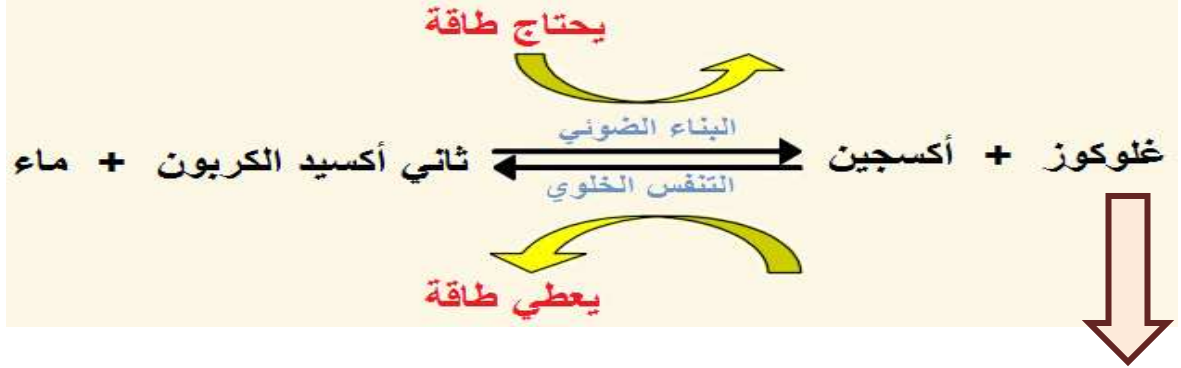 يحتاج طاقة
البناء الضوئي
غلوكوز + أكسجين ثاني أكسيد الكربون + ماء
التنفس الخلوي
يعطي طاقة